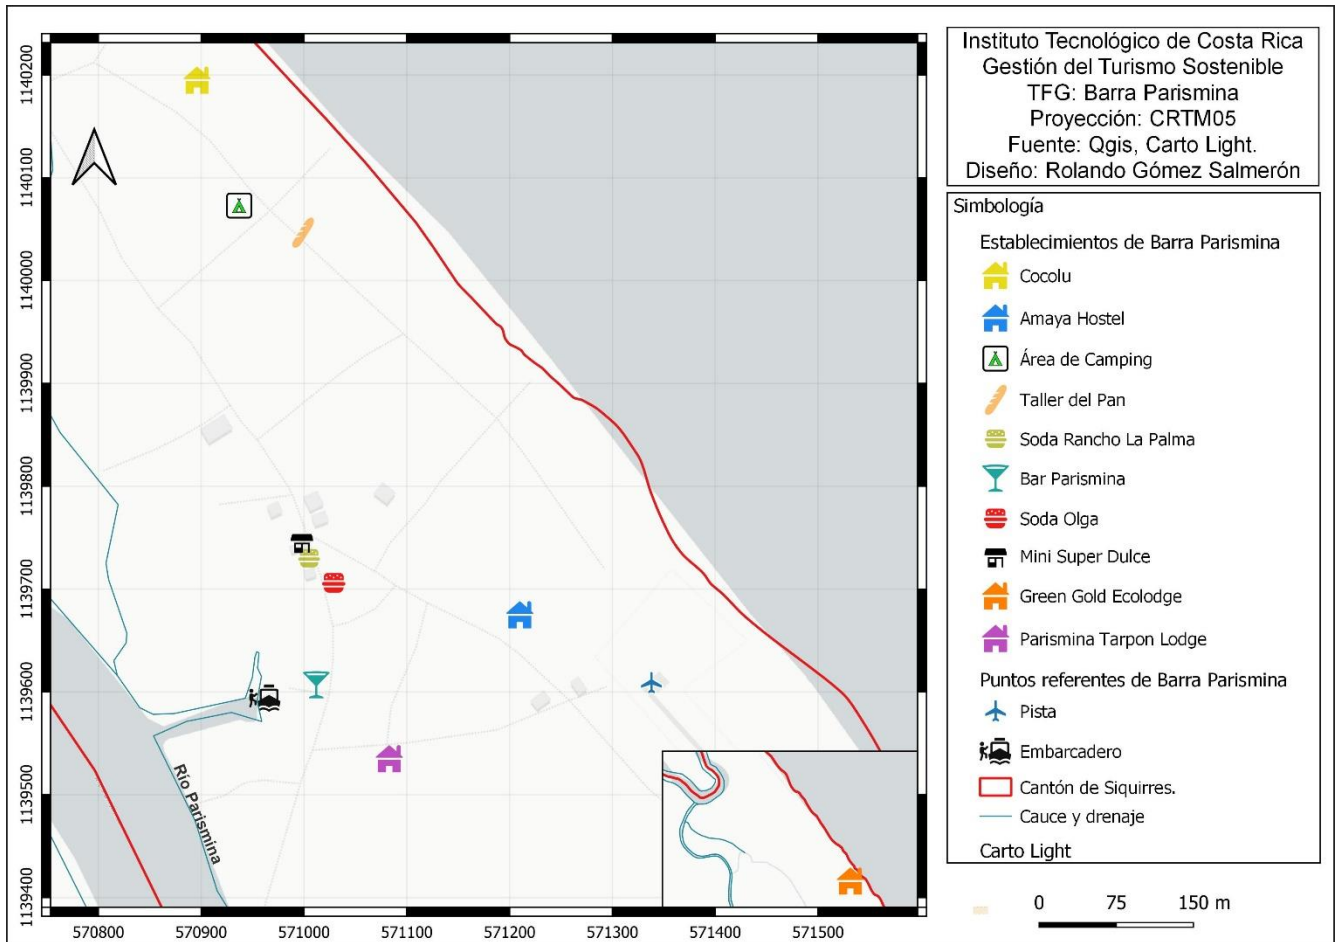 Instituto Tecnológico de Costa Rica
Gestión del Turismo Sostenible
TFG: Barra Parismina
Proyección: CRTM05
Fuente: Qgis, Carto Light.
Diseño: Rolando Gómez Salmerón
Simbología
Establecimientos de Barra Parismina
Cocolu
Amaya Hostel
Área de Camping
Taller del Pan
Soda Rancho La Palma
Bar Parismina
Soda Olga
Mini Super Dulce
Green Gold Ecolodge
Parismina Tarpon Lodge
Puntos referentes de Barra Parismina
Pista
Embarcadero
Cantón de Siquirres.
Cauce y drenaje
Carto Light
0 75 150 m
1140200
1140100
1140000
1139900
1139800
1139700
1139600
1139500
1139400
Río Parismina
570800 570900 571000 571100 571200 571300 571400 571500